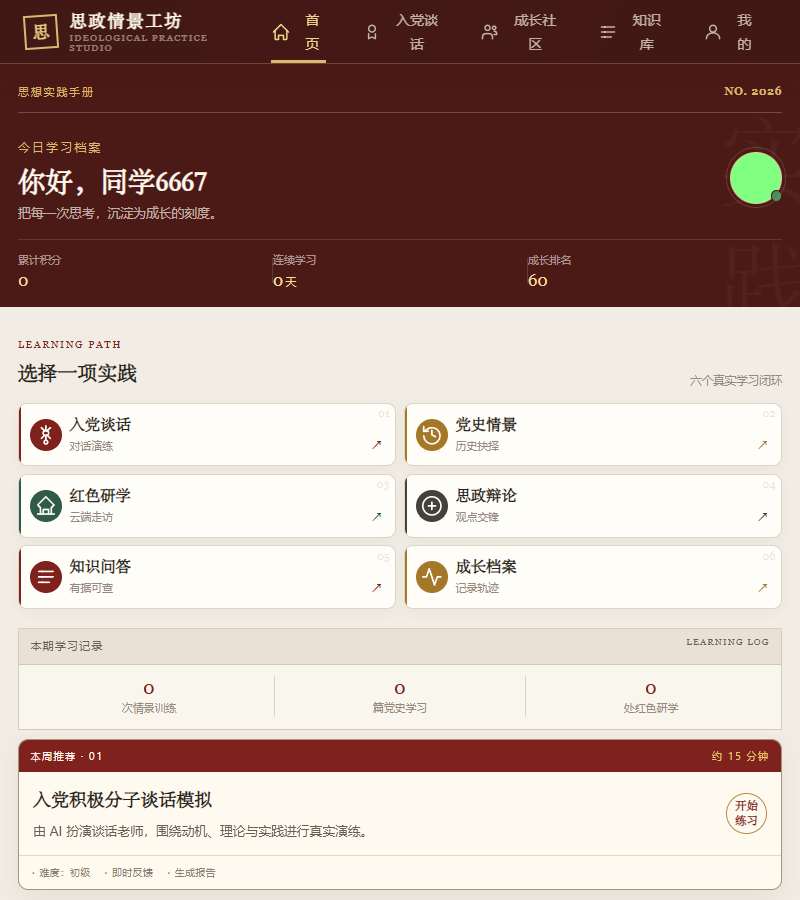 思
思政情景工坊
IDEOLOGICAL PRACTICE
STUDIO
首
页
入党谈
话
成长社
区
知识
库
我
的
思想实践手册
NO. 2026
今日学习档案
你好，同学6667
把每一次思考，沉淀为成长的刻度。
实
践
累计积分
0
连续学习
0天
成长排名
60
LEARNING PATH
选择一项实践
六个真实学习闭环
入党谈话
对话演练
01
↗
党史情景
历史抉择
02
↗
红色研学
云端走访
03
↗
思政辩论
观点交锋
04
↗
知识问答
有据可查
05
↗
成长档案
记录轨迹
06
↗
本期学习记录
LEARNING LOG
0
次情景训练
0
篇党史学习
0
处红色研学
本周推荐 · 01
约 15 分钟
入党积极分子谈话模拟
由 AI 扮演谈话老师，围绕动机、理论与实践进行真实演练。
开始
练习
· 难度：初级 · 即时反馈 · 生成报告